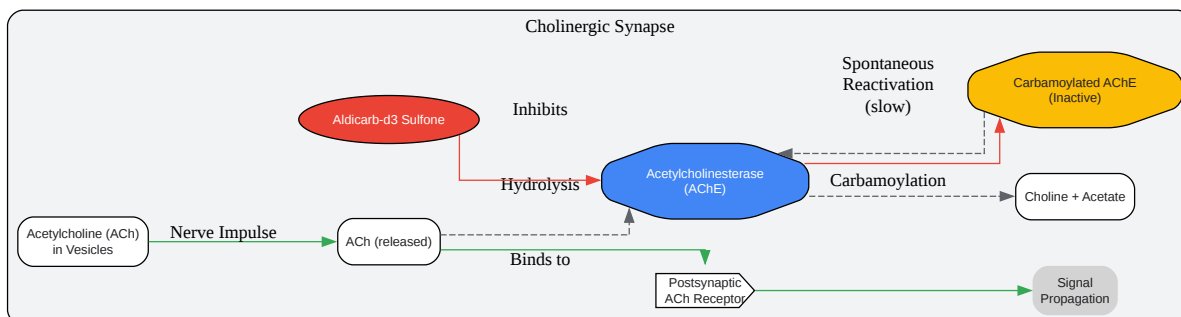 Cholinergic Synapse
Spontaneous
Reactivation
(slow)
Carbamoylated AChE
(Inactive)
Inhibits
Aldicarb-d3 Sulfone
Hydrolysis
Acetylcholinesterase
(AChE)
Carbamoylation
Choline + Acetate
Acetylcholine (ACh)
in Vesicles
Nerve Impulse
ACh (released)
Binds to
Postsynaptic
ACh Receptor
Signal
Propagation